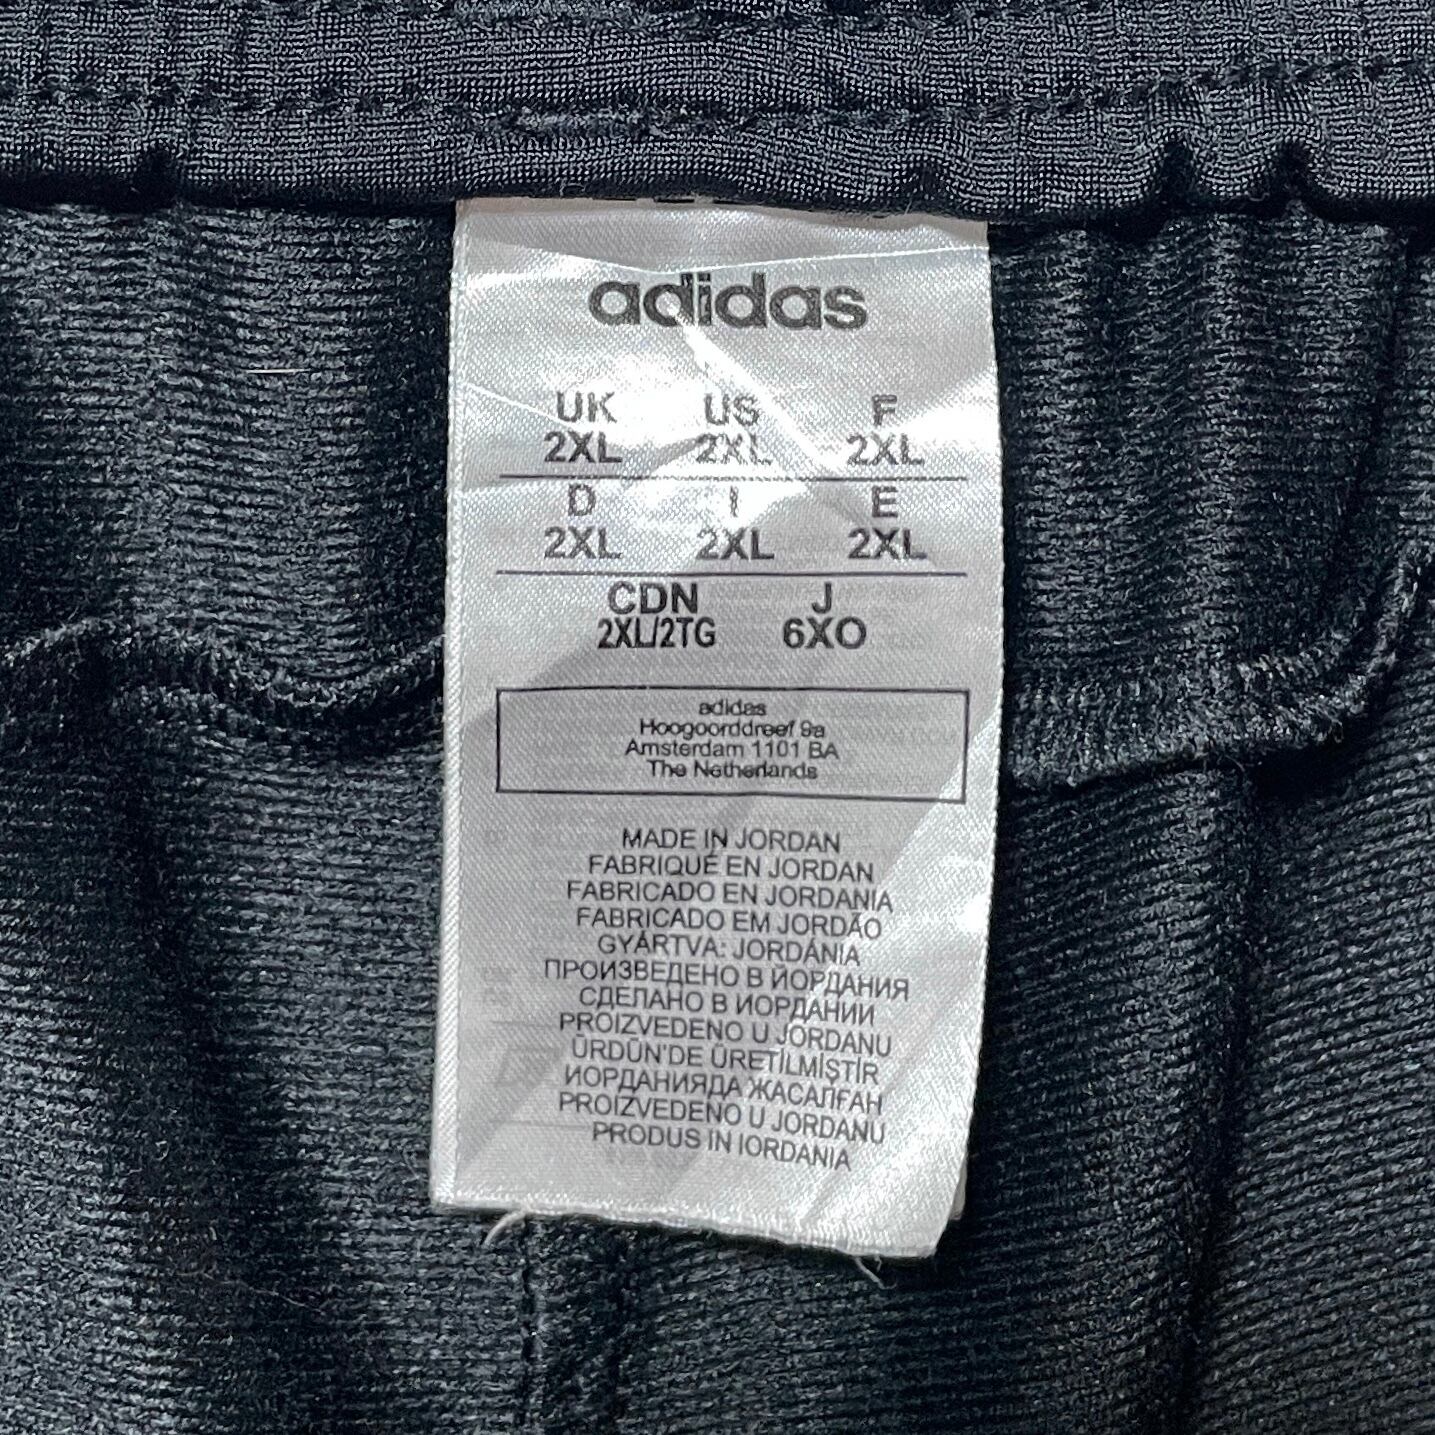 adidas
UK US F
2XL 2XL 2XL
D I E
2XL 2XL 2XL
CDN J
2XL/2TG 6XO
adidas
Hoogoorddreef 9a
Amsterdam 1101 BA
The Netherlands
MADE IN JORDAN
FABRIQUÉ EN JORDAN
FABRICADO EN JORDANIA
FABRICADO EM JORDÃO
GYÁRTVA: JORDÁNIA
ПРОИЗВЕДЕНО В ЙОРДАНИЯ
СДЕЛАНО В ИОРДАНИИ
PROIZVEDENO U JORDANU
ÜRDÜN'DE ÜRETİLMİŞTİR
ИОРДАНИЯДА ЖАСАЛҒАН
PROIZVEDENO U JORDANU
PRODUS IN IORDANIA